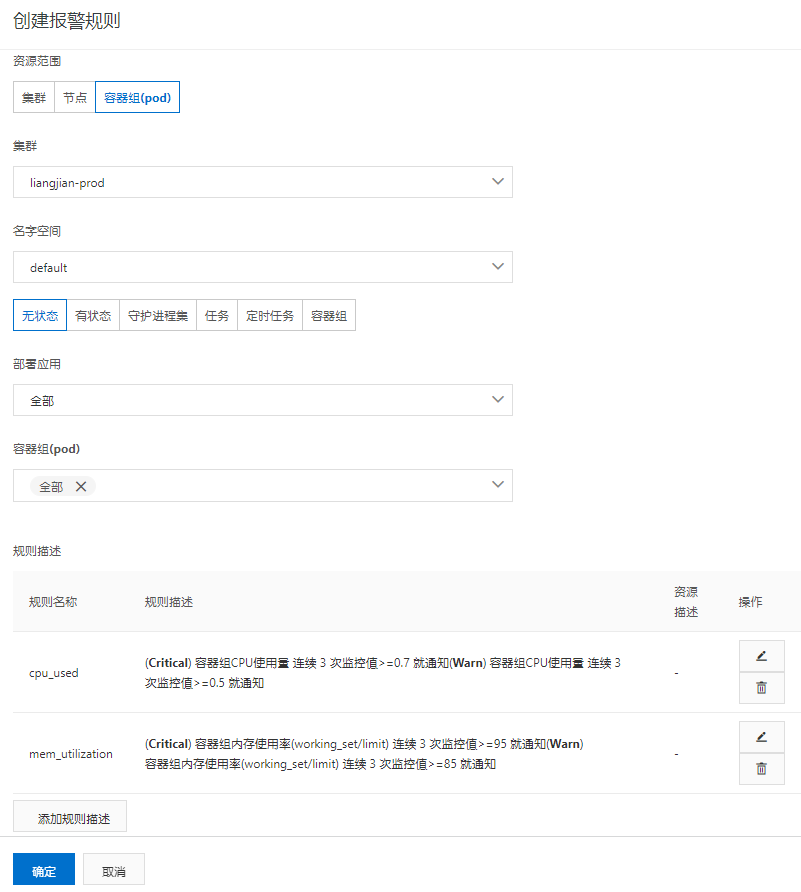 创建报警规则
资源范围
集群 节点 容器组(pod)
集群
liangjian-prod
名字空间
default
无状态 有状态 守护进程集 任务 定时任务 容器组
部署应用
全部
容器组(pod)
全部
规则描述
规则名称 规则描述 资源描述 操作
cpu_used (Critical) 容器组CPU使用量 连续 3 次监控值>=0.7 就通知(Warn) 容器组CPU使用量 连续 3
次监控值>=0.5 就通知 -
mem_utilization (Critical) 容器组内存使用率(working_set/limit) 连续 3 次监控值>=95 就通知(Warn)
容器组内存使用率(working_set/limit) 连续 3 次监控值>=85 就通知 -
添加规则描述
确定 取消